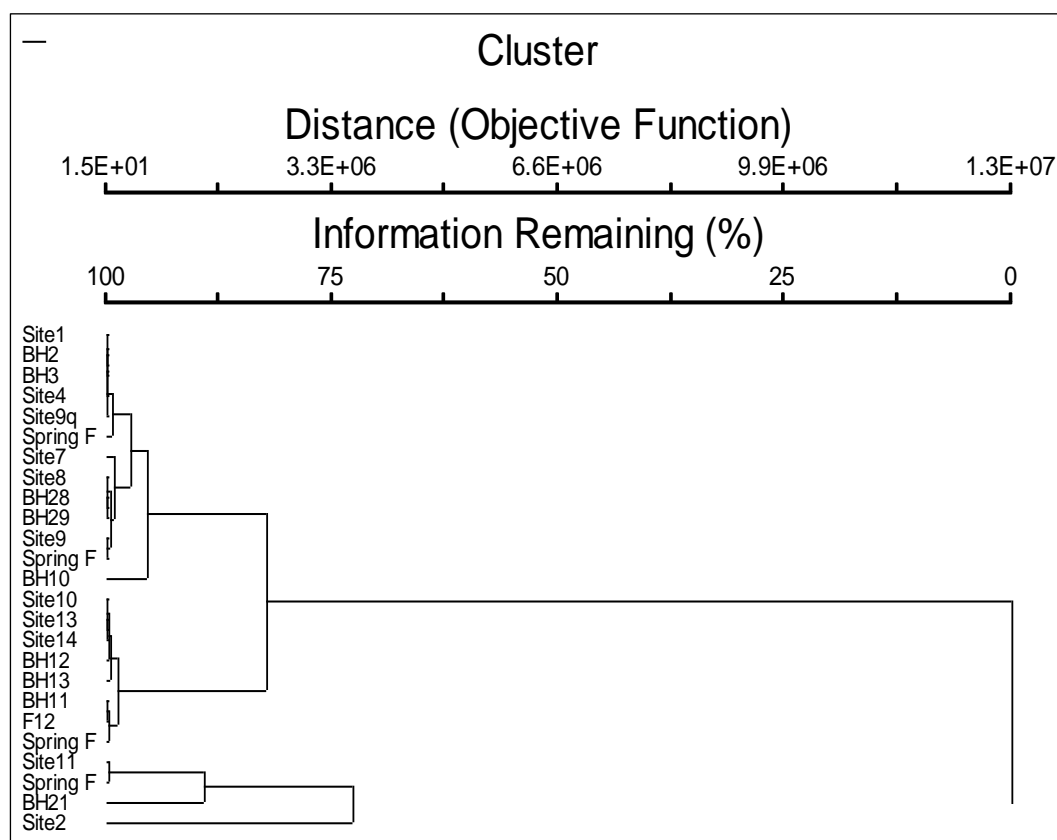 Cluster
Distance (Objective Function)
1.5E+01 3.3E+06 6.6E+06 9.9E+06 1.3E+07
Information Remaining (%)
100 75 50 25 0
Site1
BH2
BH3
Site4
Site9q
Spring F
Site7
Site8
BH28
BH29
Site9
Spring F
BH10
Site10
Site13
Site14
BH12
BH13
BH11
F12
Spring F
Site11
Spring F
BH21
Site2